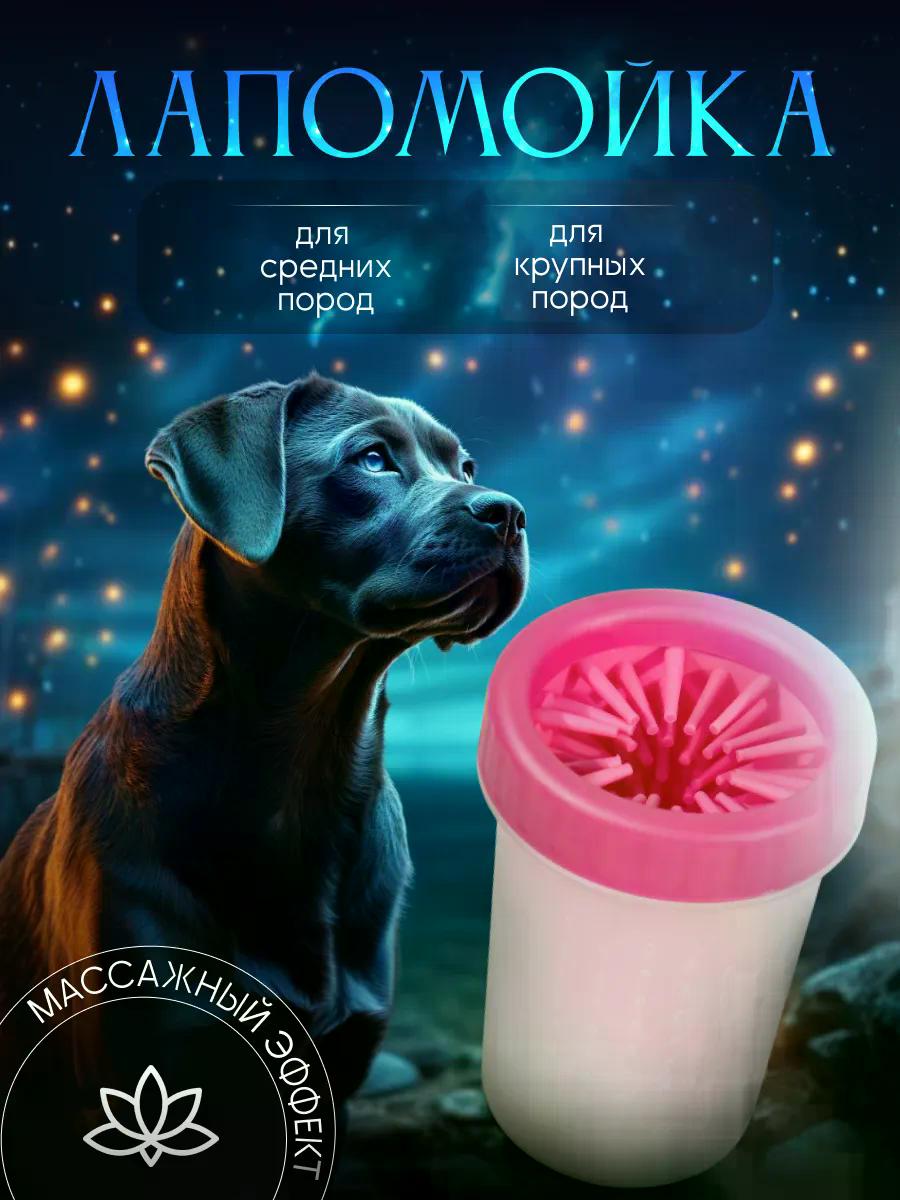 ЛАПОМОЙКА
для
средних
пород
для
крупных
пород
МАССАЖНЫЙ ЭФФЕКТ